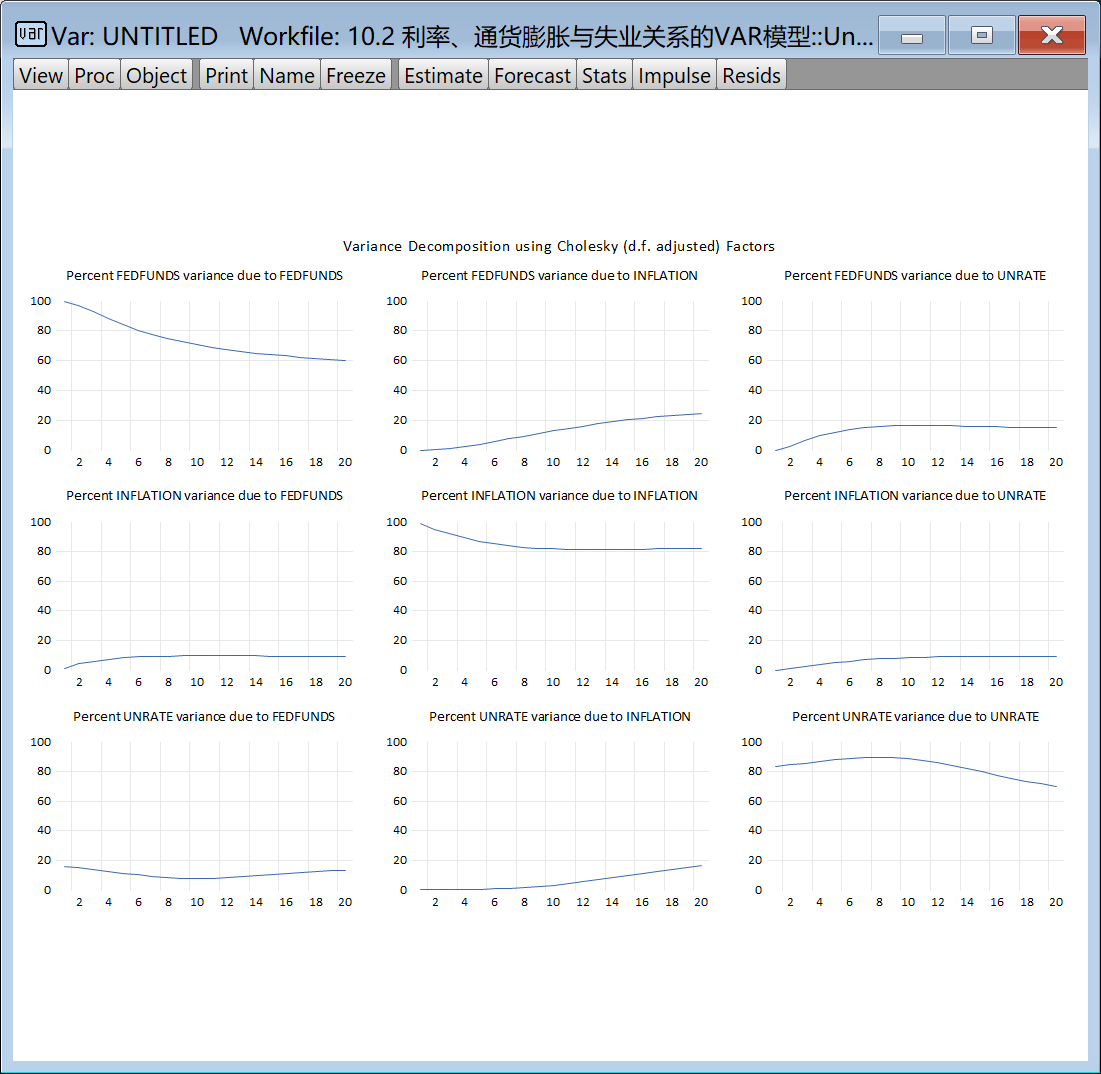 var Var: UNTITLED Workfile: 10.2 利率、通货膨胀与失业关系的VAR模型::Un...
View Proc Object Print Name Freeze Estimate Forecast Stats Impulse Resids
Variance Decomposition using Cholesky (d.f. adjusted) Factors
Percent FEDFUNDS variance due to FEDFUNDS
100
80
60
40
20
0
2 4 6 8 10 12 14 16 18 20
Percent FEDFUNDS variance due to INFLATION
100
80
60
40
20
0
2 4 6 8 10 12 14 16 18 20
Percent FEDFUNDS variance due to UNRATE
100
80
60
40
20
0
2 4 6 8 10 12 14 16 18 20
Percent INFLATION variance due to FEDFUNDS
100
80
60
40
20
0
2 4 6 8 10 12 14 16 18 20
Percent INFLATION variance due to INFLATION
100
80
60
40
20
0
2 4 6 8 10 12 14 16 18 20
Percent INFLATION variance due to UNRATE
100
80
60
40
20
0
2 4 6 8 10 12 14 16 18 20
Percent UNRATE variance due to FEDFUNDS
100
80
60
40
20
0
2 4 6 8 10 12 14 16 18 20
Percent UNRATE variance due to INFLATION
100
80
60
40
20
0
2 4 6 8 10 12 14 16 18 20
Percent UNRATE variance due to UNRATE
100
80
60
40
20
0
2 4 6 8 10 12 14 16 18 20